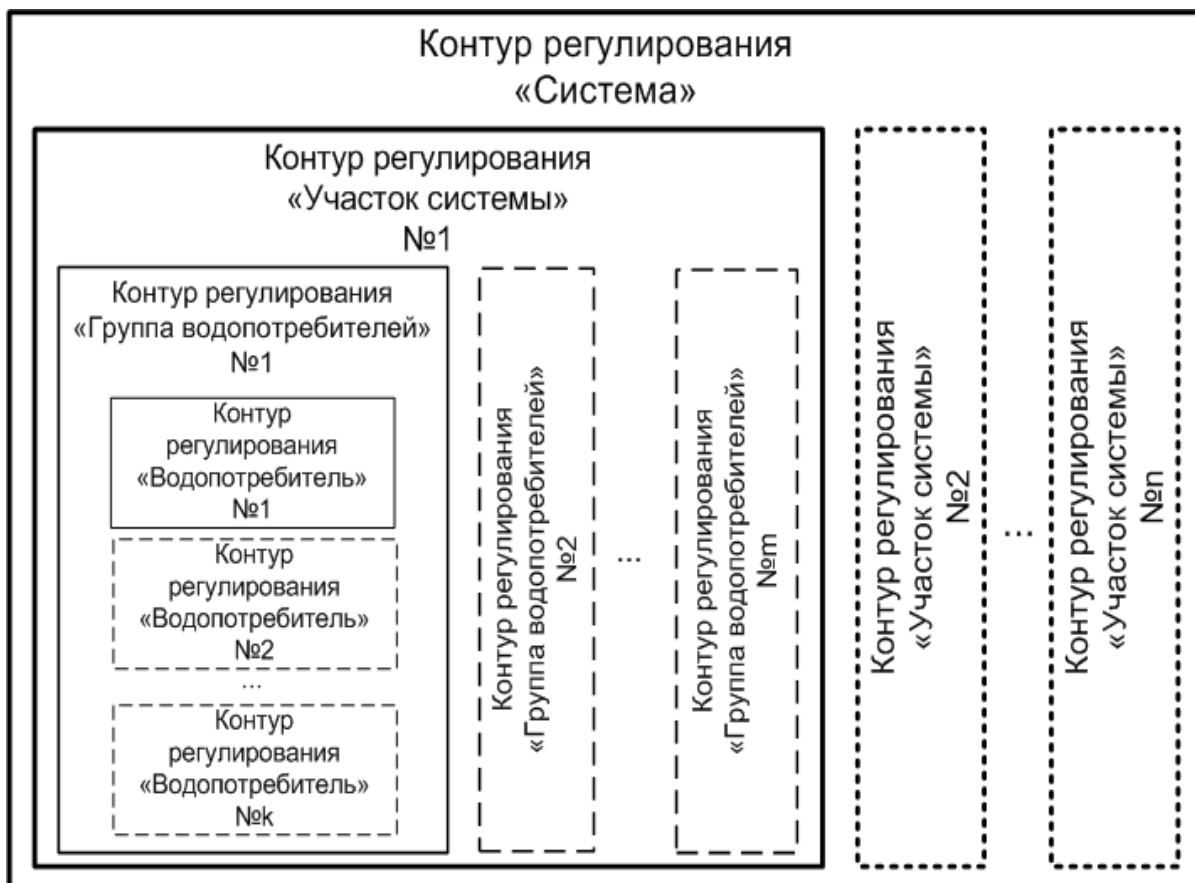 Контур регулирования
«Система»
Контур регулирования
«Участок системы»
№1
Контур регулирования
«Группа водопотребителей»
№1
Контур
регулирования
«Водопотребитель»
№1
Контур
регулирования
«Водопотребитель»
№2
...
Контур
регулирования
«Водопотребитель»
№k
Контур регулирования
«Группа водопотребителей»
№2
...
Контур регулирования
«Группа водопотребителей»
№m
Контур регулирования
«Участок системы»
№2
...
Контур регулирования
«Участок системы»
№n